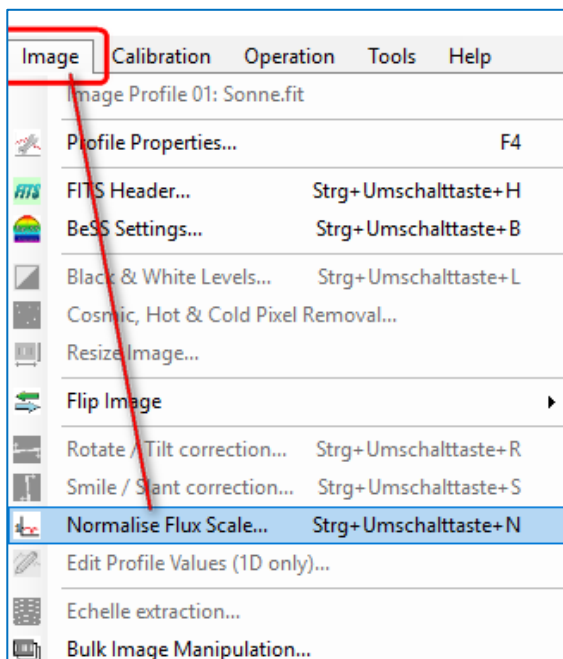 Image Calibration Operation Tools Help
Image Profile 01: Sonne.fit
Profile Properties... F4
FITS FITS Header... Strg+Umschalttaste+H
BeSS Settings... Strg+Umschalttaste+B
Black & White Levels... Strg+Umschalttaste+L
Cosmic, Hot & Cold Pixel Removal...
Resize Image...
Flip Image
Rotate / Tilt correction... Strg+Umschalttaste+R
Smile / Slant correction... Strg+Umschalttaste+S
Normalise Flux Scale... Strg+Umschalttaste+N
Edit Profile Values (1D only)...
Echelle extraction...
Bulk Image Manipulation...